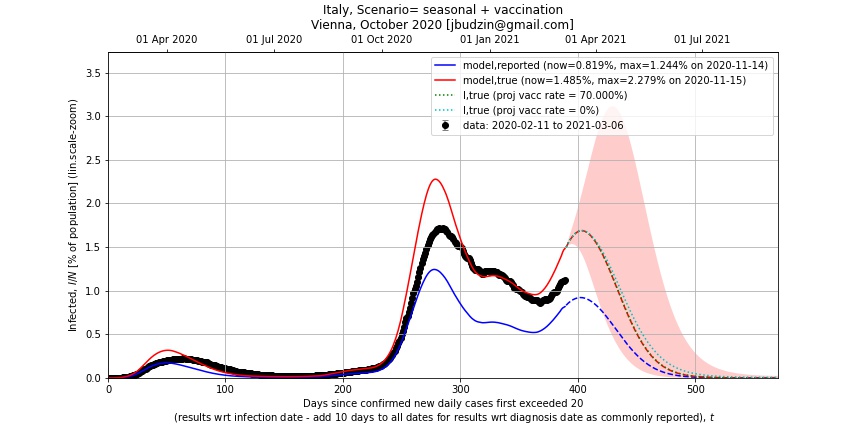 Italy, Scenario= seasonal + vaccination
Vienna, October 2020 [jbudzin@gmail.com]
01 Apr 2020 01 Jul 2020 01 Oct 2020 01 Jan 2021 01 Apr 2021 01 Jul 2021
model,reported (now=0.819%, max=1.244% on 2020-11-14)
model,true (now=1.485%, max=2.279% on 2020-11-15)
I,true (proj vacc rate = 70.000%)
I,true (proj vacc rate = 0%)
data: 2020-02-11 to 2021-03-06
Infected, I/N [% of population] (lin.scale-zoom)
3.5
3.0
2.5
2.0
1.5
1.0
0.5
0.0
0 100 200 300 400 500
Days since confirmed new daily cases first exceeded 20
(results wrt infection date - add 10 days to all dates for results wrt diagnosis date as commonly reported), t